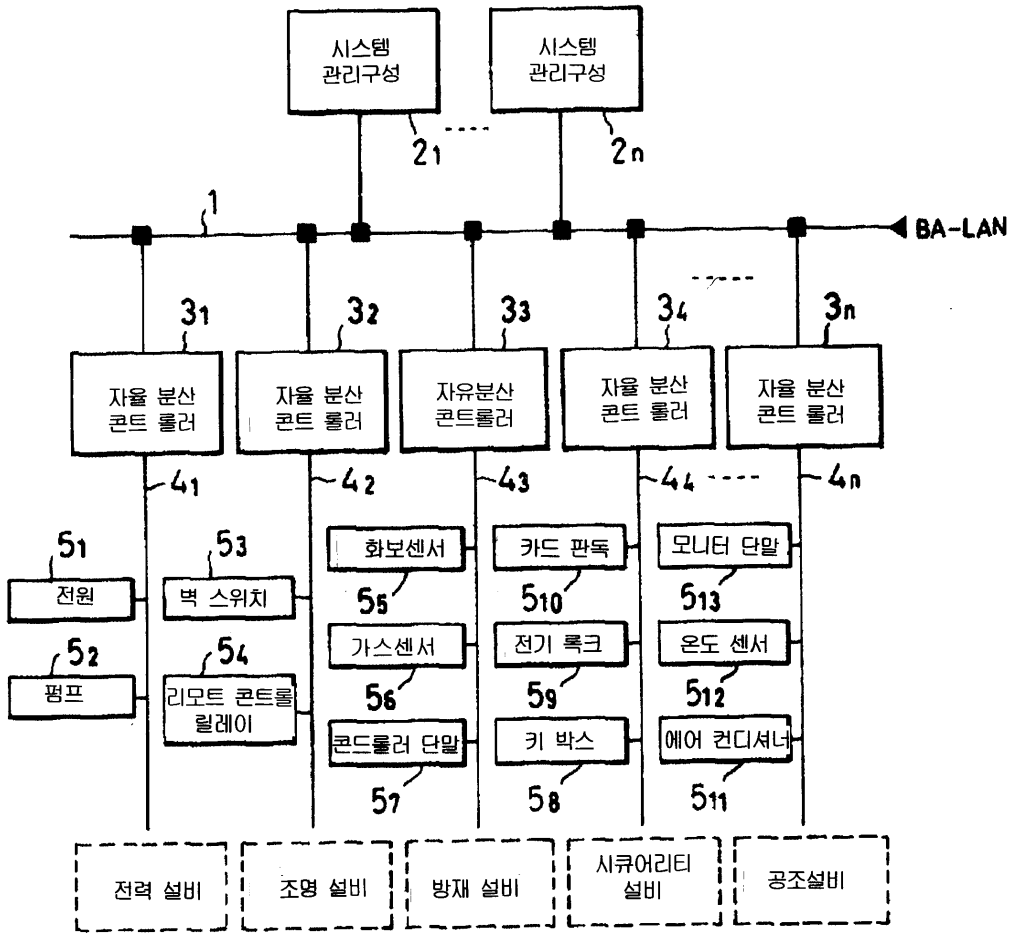 시스템
관리구성
시스템
관리구성
21
2n
1
BA-LAN
31
32
33
34
3n
자율 분산
콘트 롤러
자율 분산
콘트 롤러
자유분산
콘트롤러
자율 분산
콘트 롤러
자율 분산
콘트 롤러
41
42
43
44
4n
51
전원
52
펌프
53
벽 스위치
54
리모트 콘트롤
릴레이
화보센서
55
가스센서
56
콘드롤러 단말
57
카드 판독
510
전기 록크
59
키 박스
58
모니터 단말
513
온도 센서
512
에어 컨디셔너
511
전력 설비
조명 설비
방재 설비
시큐어리티
설비
공조설비